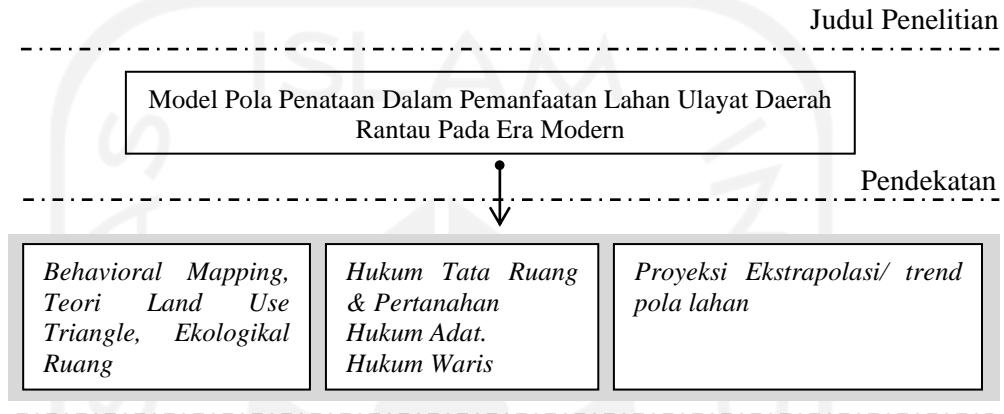 Judul Penelitian
Model Pola Penataan Dalam Pemanfaatan Lahan Ulayat Daerah
Rantau Pada Era Modern
Pendekatan
Behavioral Mapping,
Teori Land Use
Triangle, Ekologikal
Ruang
Hukum Tata Ruang
& Pertanahan
Hukum Adat.
Hukum Waris
Proyeksi Ekstrapolasi/ trend
pola lahan
ISLAM